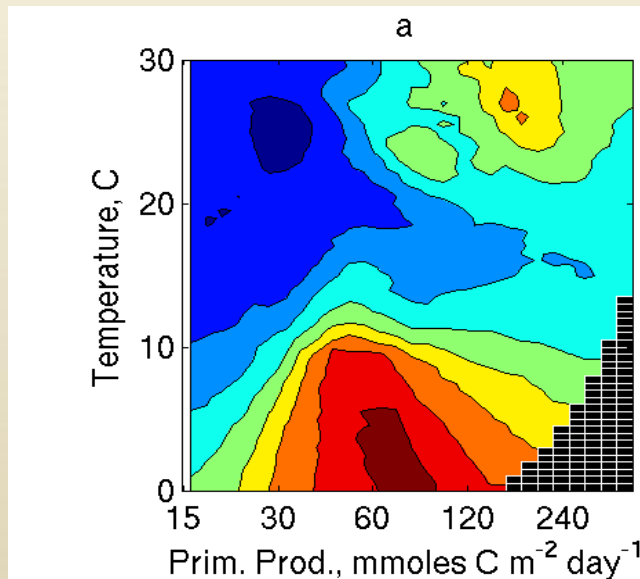 a
30
20
10
0
15 30 60 120 240
Temperature, C
Prim. Prod., mmoles C m⁻² day⁻¹